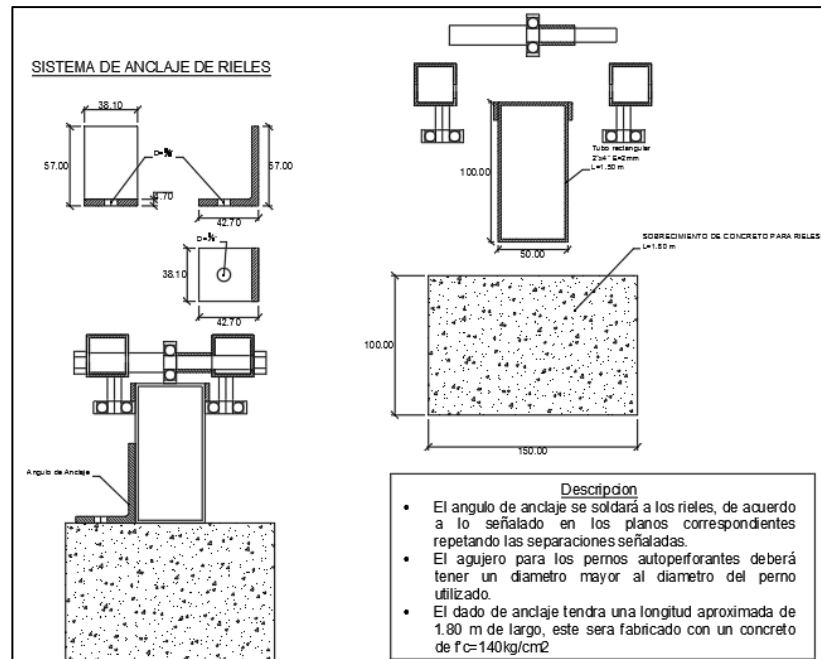 SISTEMA DE ANCLAJE DE RIELES
38.10
57.00
57.00
42.70
38.10
42.70
Angulo de Anclaje
100.00
Tubo rectangular
2"x4" E=2mm
L=1.50 m
50.00
SOBRECIMIENTO DE CONCRETO PARA RIELES
L=1.80 m
100.00
150.00
Descripcion
• El angulo de anclaje se soldará a los rieles, de acuerdo
a lo señalado en los planos correspondientes
repetando las separaciones señaladas.
• El agujero para los pernos autoperforantes deberá
tener un diametro mayor al diametro del perno
utilizado.
• El dado de anclaje tendra una longitud aproximada de
1.80 m de largo, este sera fabricado con un concreto
de f'c=140kg/cm2